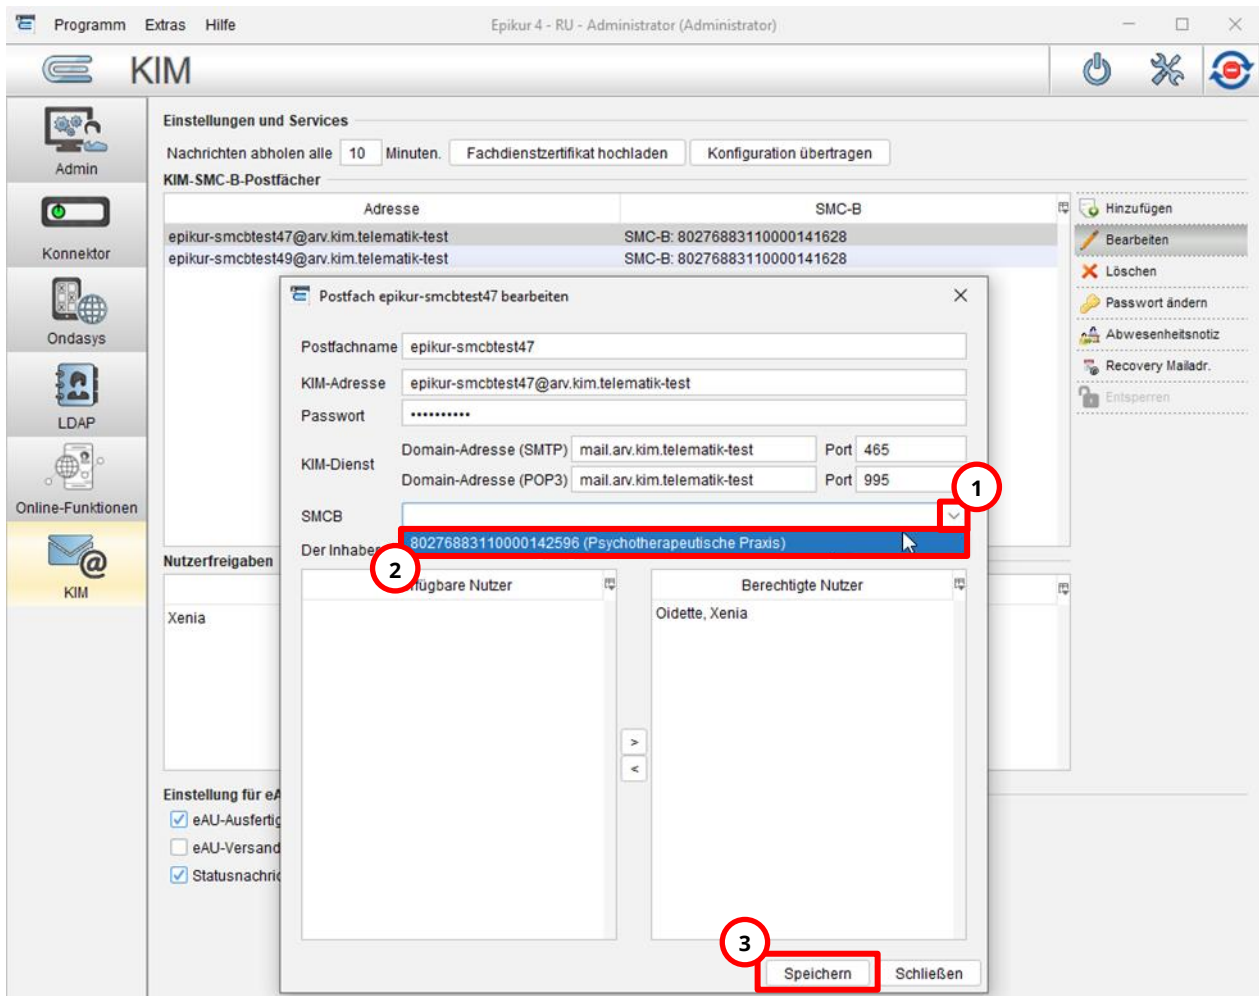 Programm Extras Hilfe Epikur 4 - RU - Administrator (Administrator)
KIM
Admin
Konnektor
Ondasys
LDAP
Online-Funktionen
KIM
Einstellungen und Services
Nachrichten abholen alle 10 Minuten. Fachdienstzertifikat hochladen Konfiguration übertragen
KIM-SMC-B-Postfächer
Adresse SMC-B
epikur-smcbtest47@arv.kim.telematik-test SMC-B: 80276883110000141628
epikur-smcbtest49@arv.kim.telematik-test SMC-B: 80276883110000141628
Hinzufügen
Bearbeiten
Löschen
Passwort ändern
Abwesenheitsnotiz
Recovery Mailadr.
Entsperren
Postfach epikur-smcbtest47 bearbeiten
Postfachname epikur-smcbtest47
KIM-Adresse epikur-smcbtest47@arv.kim.telematik-test
Passwort ••••••••••
KIM-Dienst
Domain-Adresse (SMTP) mail.arv.kim.telematik-test Port 465
Domain-Adresse (POP3) mail.arv.kim.telematik-test Port 995
1
SMCB
80276883110000142596 (Psychotherapeutische Praxis)
Der Inhabe
2
fügbare Nutzer Berechtigte Nutzer
Oidette, Xenia
>
<
3
Speichern Schließen
Nutzerfreigaben
Xenia
Einstellung für eA
eAU-Ausfertig
eAU-Versand
Statusnachric